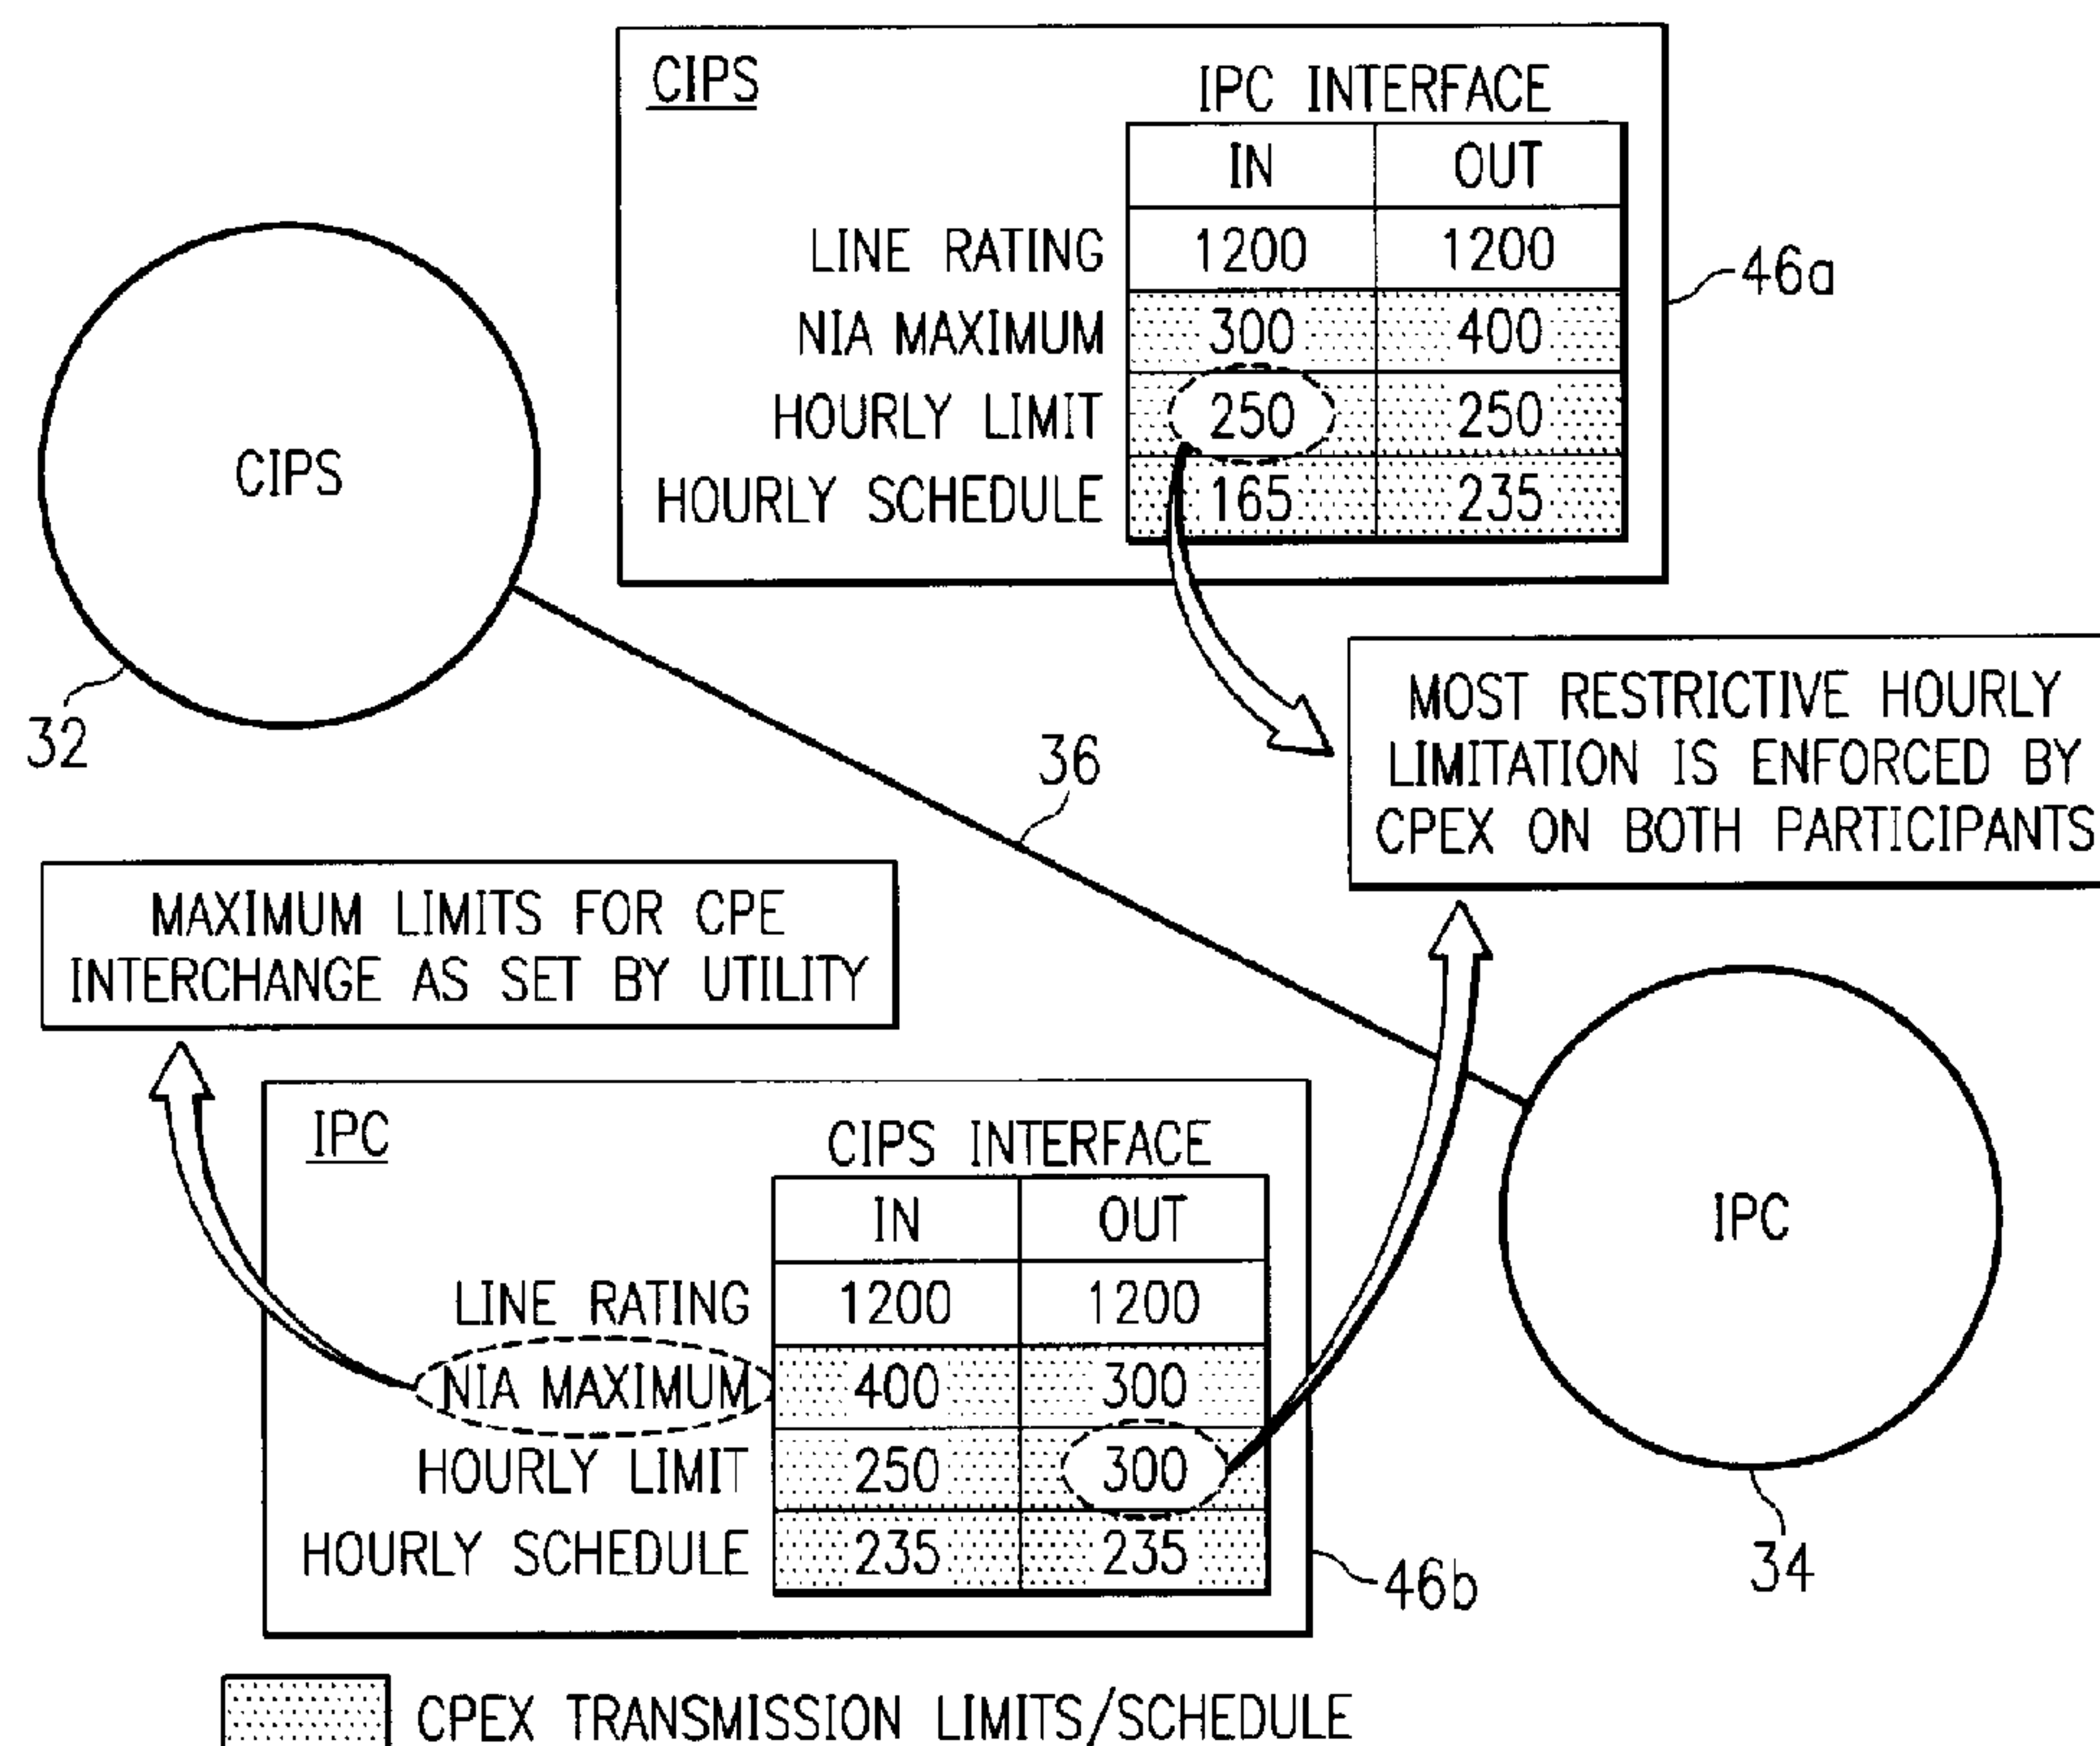 CIPS
IPC INTERFACE
IN OUT
LINE RATING 1200 1200
NIA MAXIMUM 300 400
HOURLY LIMIT 250 250
HOURLY SCHEDULE 165 235
46a
CIPS
32
36
MOST RESTRICTIVE HOURLY
LIMITATION IS ENFORCED BY
CPEX ON BOTH PARTICIPANTS
MAXIMUM LIMITS FOR CPE
INTERCHANGE AS SET BY UTILITY
IPC
CIPS INTERFACE
IN OUT
LINE RATING 1200 1200
NIA MAXIMUM 400 300
HOURLY LIMIT 250 300
HOURLY SCHEDULE 235 235
46b
IPC
34
CPEX TRANSMISSION LIMITS/SCHEDULE